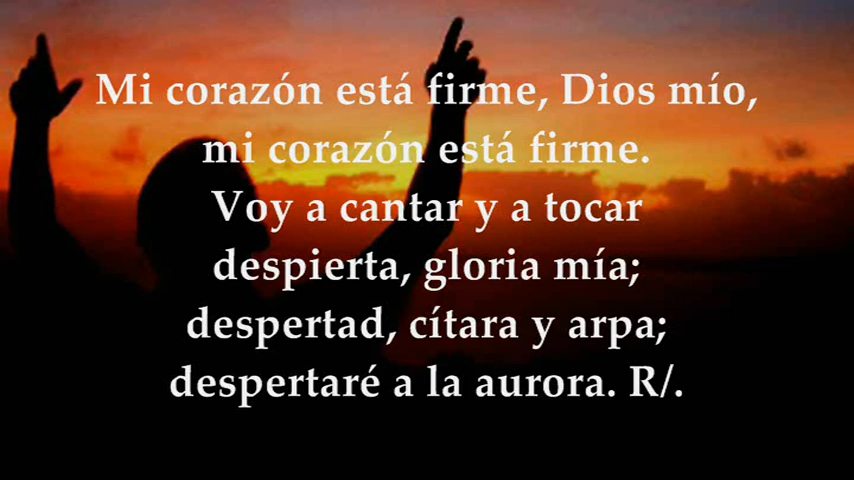 Mi corazón está firme, Dios mío,
mi corazón está firme.
Voy a cantar y a tocar
despierta, gloria mía;
despertad, cítara y arpa;
despertaré a la aurora. R/.